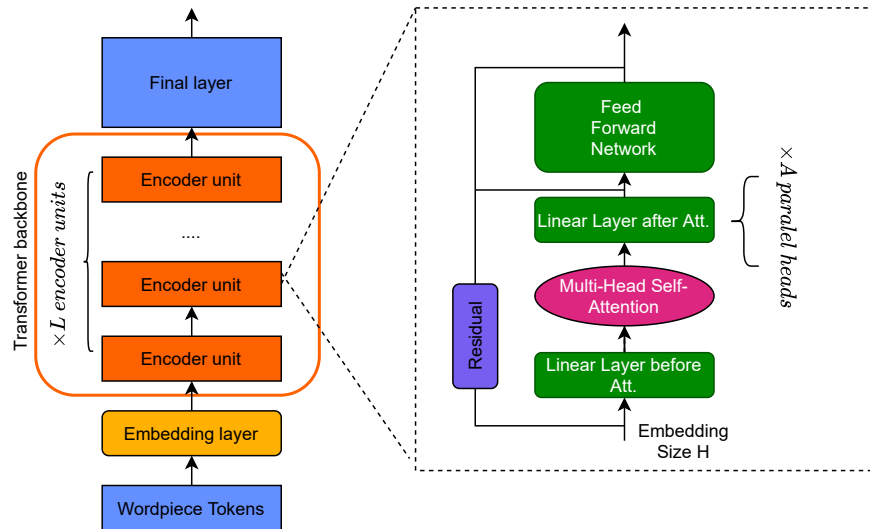 Final layer
Encoder unit
....
Encoder unit
Encoder unit
Embedding layer
Wordpiece Tokens
Transformer backbone
×L encoder units
Feed
Forward
Network
Linear Layer after Att.
Multi-Head Self-
Attention
Linear Layer before
Att.
Residual
Embedding
Size H
×A paralel heads